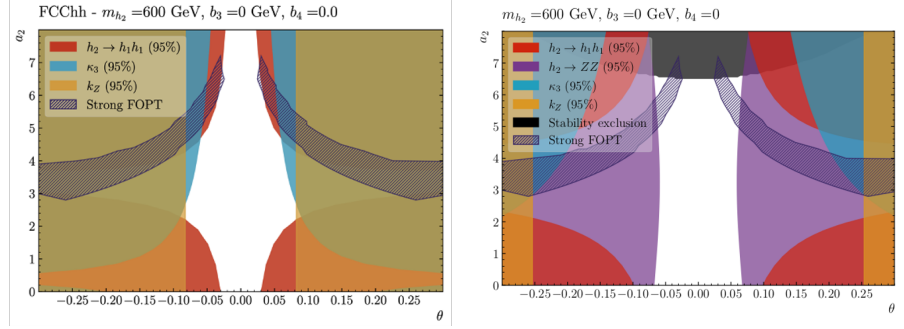 FCChh - m_{h_2}=600 GeV, b_3=0 GeV, b_4=0.0
a_2
h_2 → h_1h_1 (95%)
κ_3 (95%)
k_Z (95%)
Strong FOPT
7
6
5
4
3
2
1
0
−0.25 −0.20 −0.15 −0.10 −0.05 0.00 0.05 0.10 0.15 0.20 0.25
θ
m_{h_2}=600 GeV, b_3=0 GeV, b_4=0
a_2
h_2 → h_1h_1 (95%)
h_2 → ZZ (95%)
κ_3 (95%)
k_Z (95%)
Stability exclusion
Strong FOPT
7
6
5
4
3
2
1
0
−0.25 −0.20 −0.15 −0.10 −0.05 0.00 0.05 0.10 0.15 0.20 0.25
θ